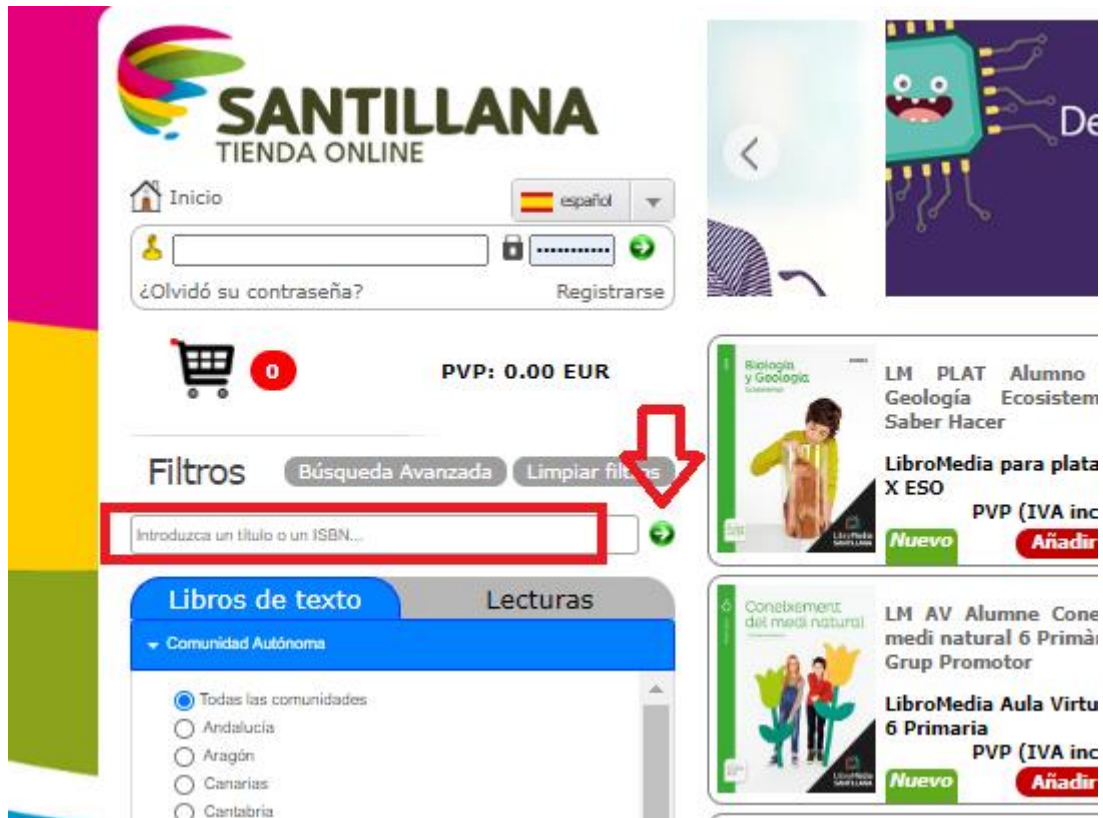 SANTILLANA
TIENDA ONLINE
Inicio
español
¿Olvidó su contraseña?
Registrarse
0
PVP: 0.00 EUR
Filtros
Búsqueda Avanzada
Limpiar filtros
Introduzca un título o un ISBN...
Libros de texto
Lecturas
Comunidad Autónoma
Todas las comunidades
Andalucía
Aragón
Canarias
Cantabria
De
Biología
y Geología
LM PLAT Alumno
Geología Ecosistem
Saber Hacer
LibroMedia para plata
X ESO
PVP (IVA inc
Nuevo
Añadir
Coneixement
del medi natural
6
LM AV Alumne Cone
medi natural 6 Primàr
Grup Promotor
LibroMedia Aula Virtu
6 Primaria
PVP (IVA inc
Nuevo
Añadir